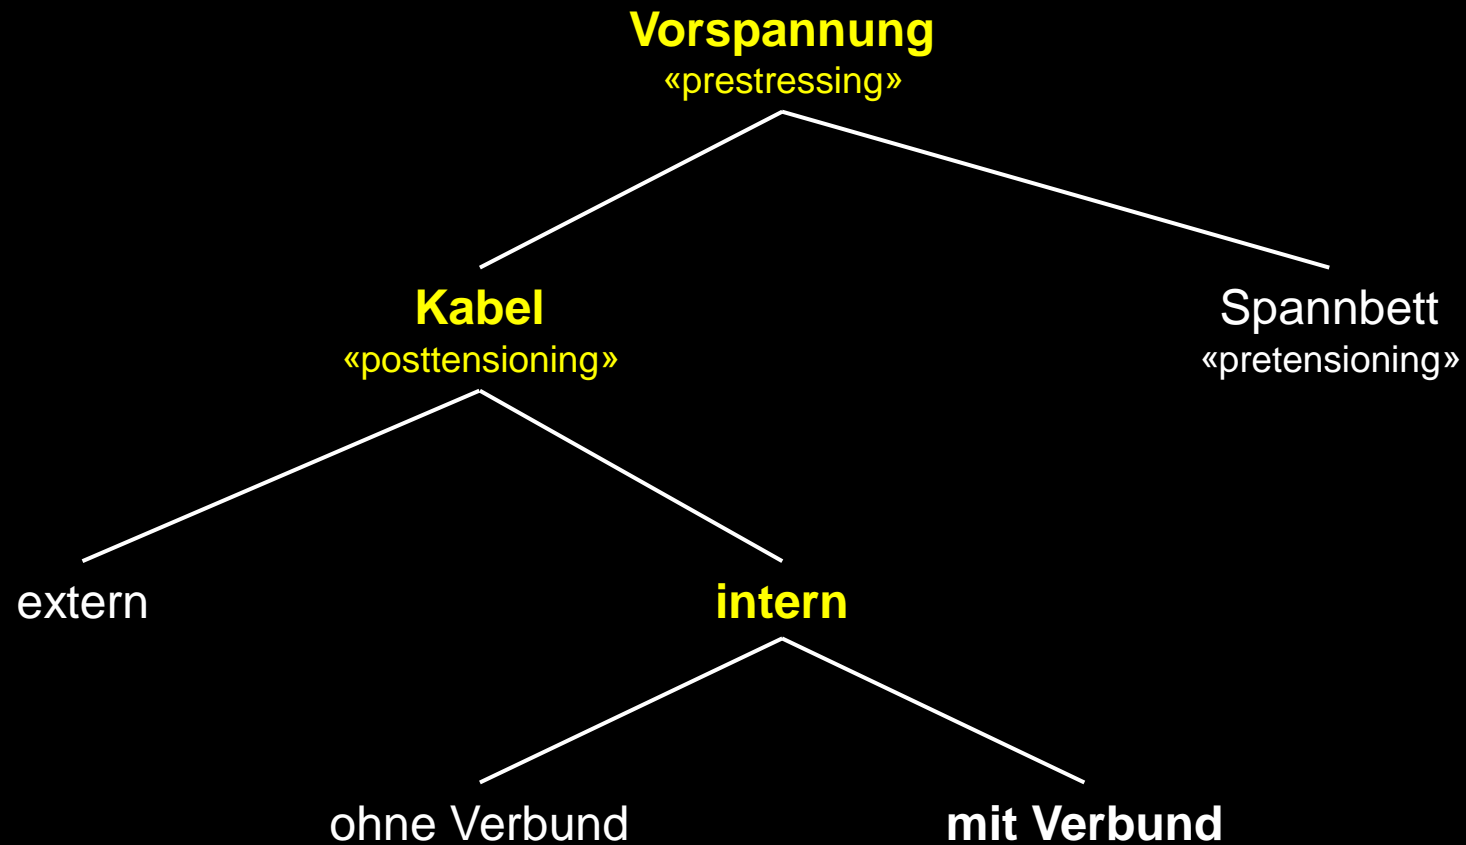 Vorspannung
«prestressing»
Kabel
«posttensioning»
Spannbett
«pretensioning»
extern
intern
ohne Verbund
mit Verbund